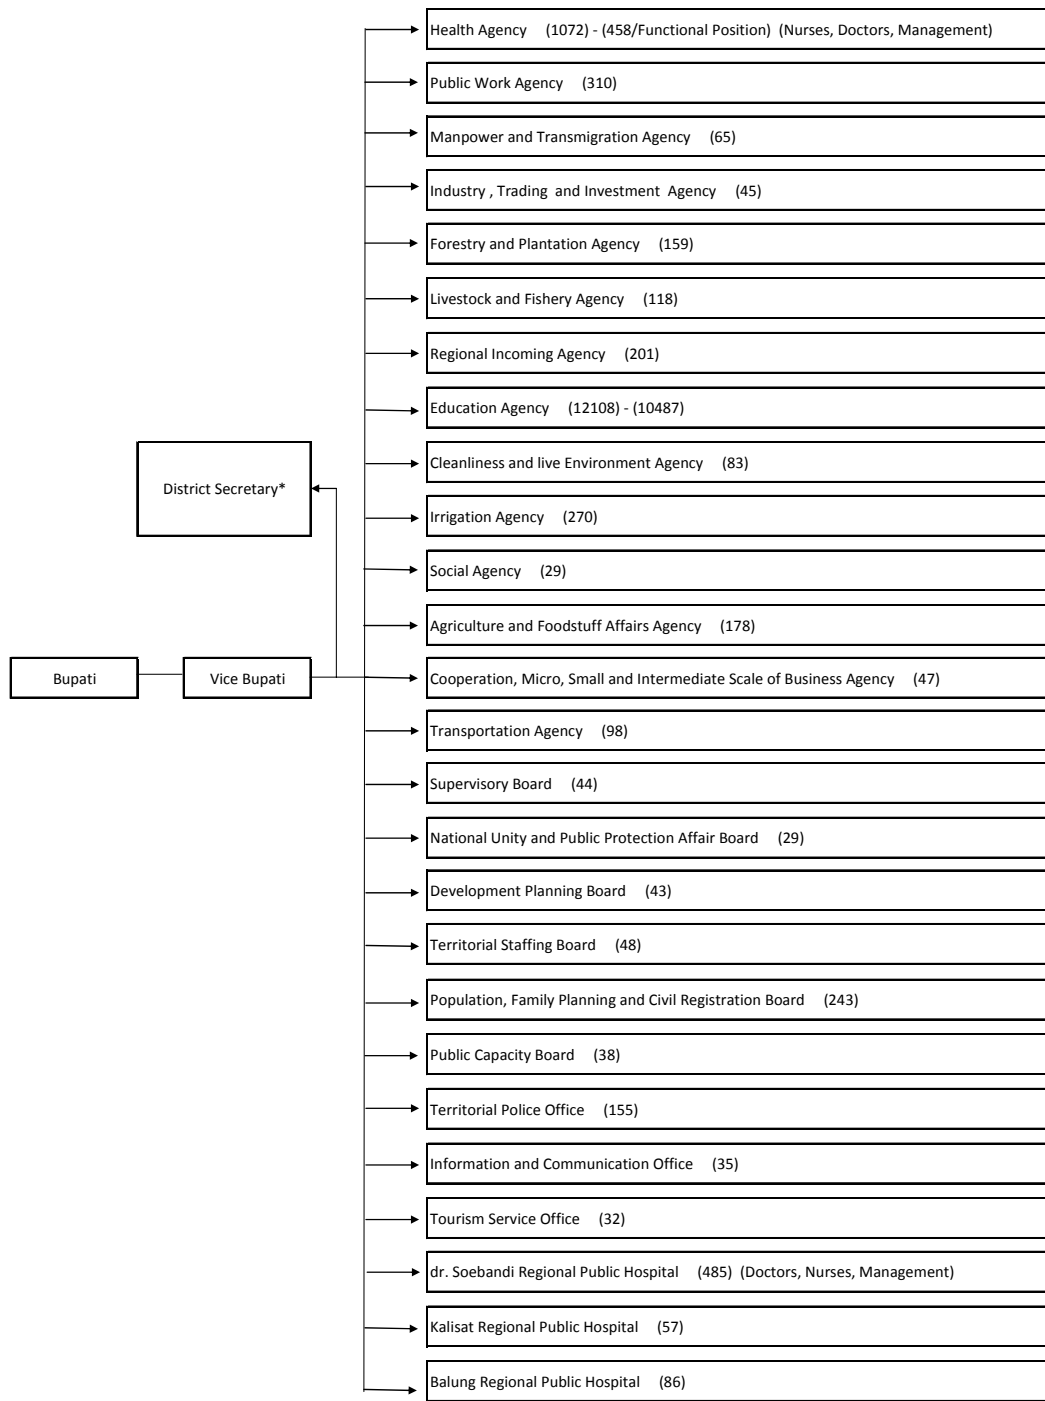 Health Agency (1072) - (458/Functional Position) (Nurses, Doctors, Management)
Public Work Agency (310)
Manpower and Transmigration Agency (65)
Industry , Trading and Investment Agency (45)
Forestry and Plantation Agency (159)
Livestock and Fishery Agency (118)
Regional Incoming Agency (201)
Education Agency (12108) - (10487)
Cleanliness and live Environment Agency (83)
District Secretary*
Irrigation Agency (270)
Social Agency (29)
Agriculture and Foodstuff Affairs Agency (178)
Bupati
Vice Bupati
Cooperation, Micro, Small and Intermediate Scale of Business Agency (47)
Transportation Agency (98)
Supervisory Board (44)
National Unity and Public Protection Affair Board (29)
Development Planning Board (43)
Territorial Staffing Board (48)
Population, Family Planning and Civil Registration Board (243)
Public Capacity Board (38)
Territorial Police Office (155)
Information and Communication Office (35)
Tourism Service Office (32)
dr. Soebandi Regional Public Hospital (485) (Doctors, Nurses, Management)
Kalisat Regional Public Hospital (57)
Balung Regional Public Hospital (86)